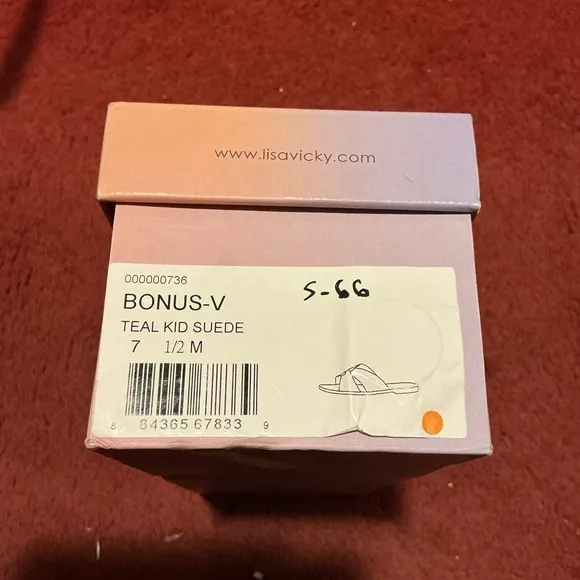 www.lisavicky.com
000000736
BONUS-V
S-66
TEAL KID SUEDE
7 1/2 M
8 84365 67833 9